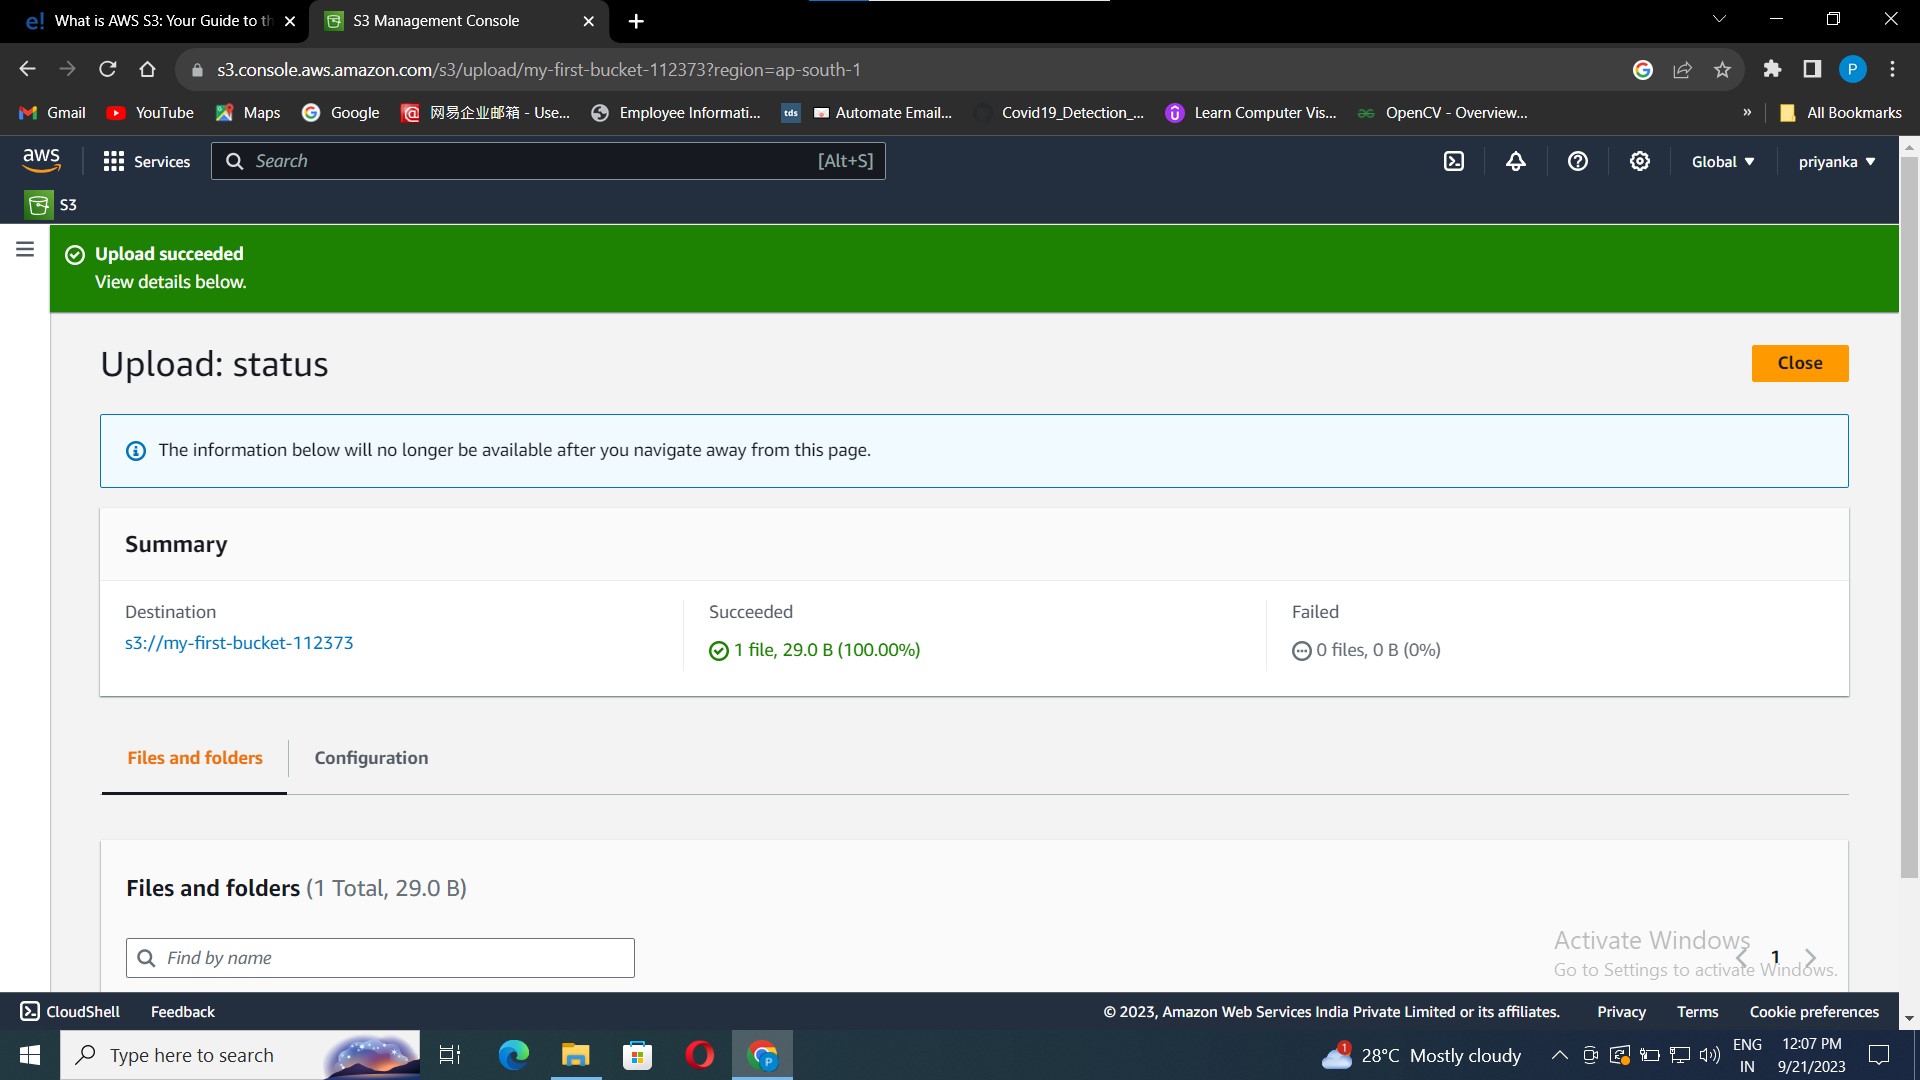 What is AWS S3: Your Guide to th
S3 Management Console
s3.console.aws.amazon.com/s3/upload/my-first-bucket-112373?region=ap-south-1
P
Gmail
YouTube
Maps
Google
网易企业邮箱 - Use...
Employee Informati...
tds
Automate Email...
Covid19_Detection_...
Learn Computer Vis...
OpenCV - Overview...
»
All Bookmarks
aws
Services
Search
[Alt+S]
Global
priyanka
S3
Upload succeeded
View details below.
Upload: status
Close
The information below will no longer be available after you navigate away from this page.
Summary
Destination
Succeeded
Failed
s3://my-first-bucket-112373
1 file, 29.0 B (100.00%)
0 files, 0 B (0%)
Files and folders
Configuration
Files and folders (1 Total, 29.0 B)
Find by name
1
Activate Windows
Go to Settings to activate Windows.
CloudShell
Feedback
© 2023, Amazon Web Services India Private Limited or its affiliates.
Privacy
Terms
Cookie preferences
Type here to search
1
28°C Mostly cloudy
ENG
IN
12:07 PM
9/21/2023